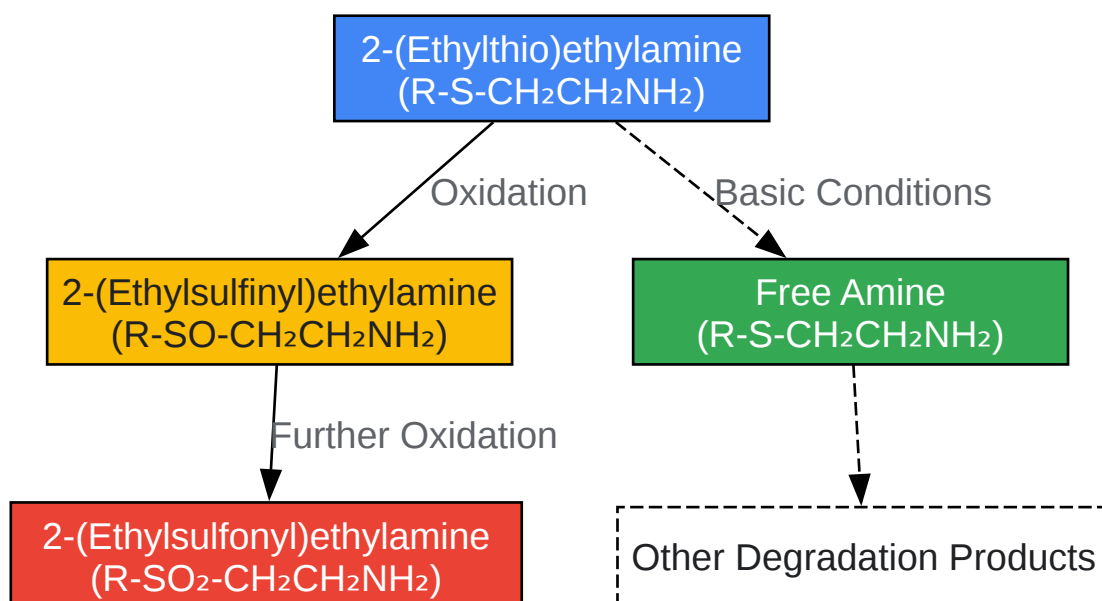 2-(Ethylthio)ethylamine
(R-S-CH₂CH₂NH₂)
Oxidation
Basic Conditions
2-(Ethylsulfinyl)ethylamine
(R-SO-CH₂CH₂NH₂)
Free Amine
(R-S-CH₂CH₂NH₂)
Further Oxidation
2-(Ethylsulfonyl)ethylamine
(R-SO₂-CH₂CH₂NH₂)
Other Degradation Products